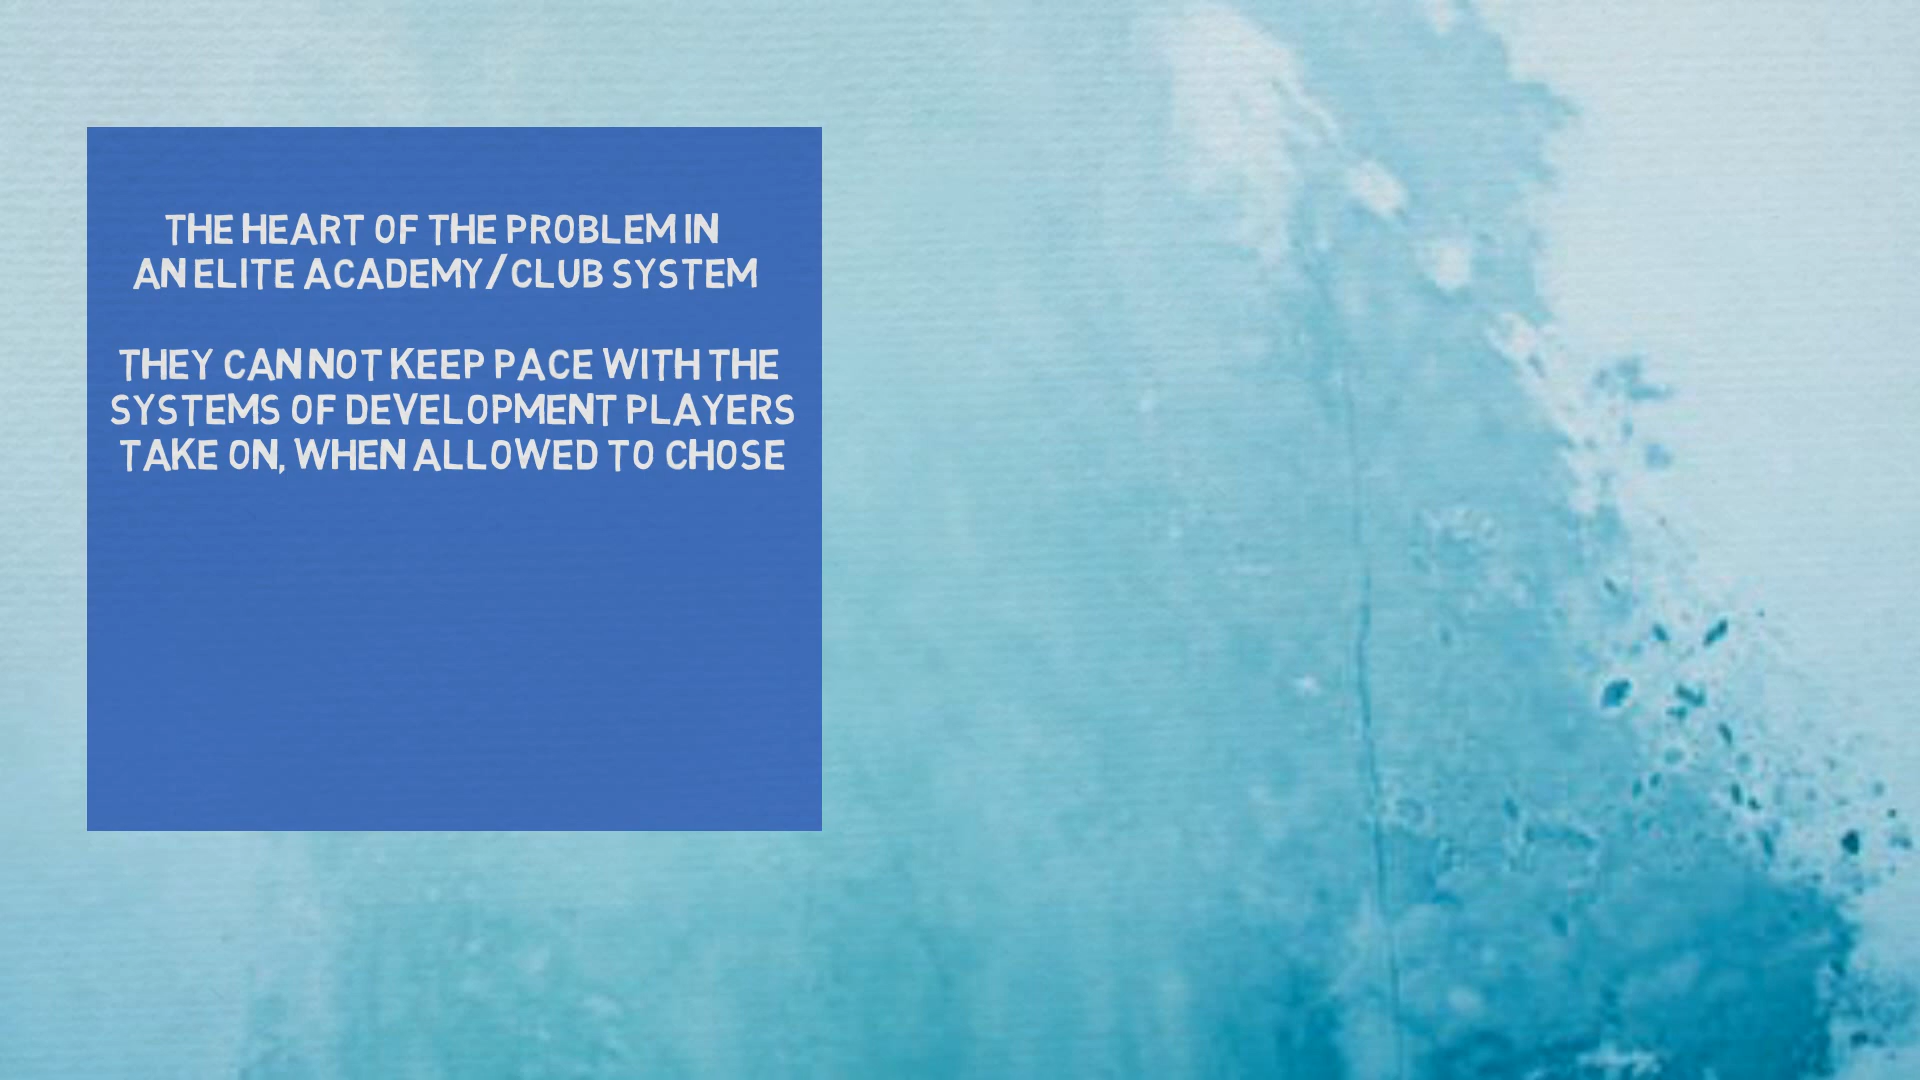 THE HEART OF THE PROBLEM IN
AN ELITE ACADEMY/CLUB SYSTEM
THEY CAN NOT KEEP PACE WITH THE
SYSTEMS OF DEVELOPMENT PLAYERS
TAKE ON, WHEN ALLOWED TO CHOSE